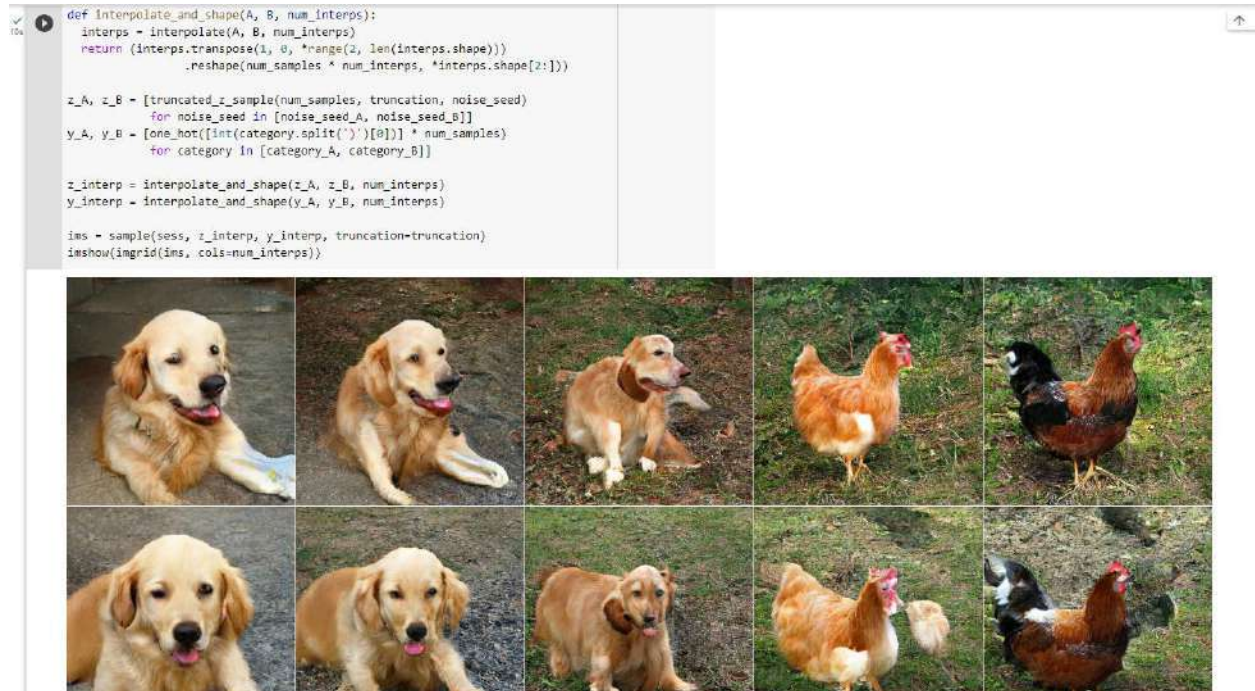 def interpolate_and_shape(A, B, num_interps):
  interps = interpolate(A, B, num_interps)
  return (interps.transpose(1, 0, *range(2, len(interps.shape)))
                 .reshape(num_samples * num_interps, *interps.shape[2:]))
z_A, z_B = [truncated_z_sample(num_samples, truncation, noise_seed)
            for noise_seed in [noise_seed_A, noise_seed_B]]
y_A, y_B = [one_hot([int(category.split(')')[0])] * num_samples)
            for category in [category_A, category_B]]
z_interp = interpolate_and_shape(z_A, z_B, num_interps)
y_interp = interpolate_and_shape(y_A, y_B, num_interps)
ims = sample(sess, z_interp, y_interp, truncation=truncation)
imshow(imgrid(ims, cols=num_interps))